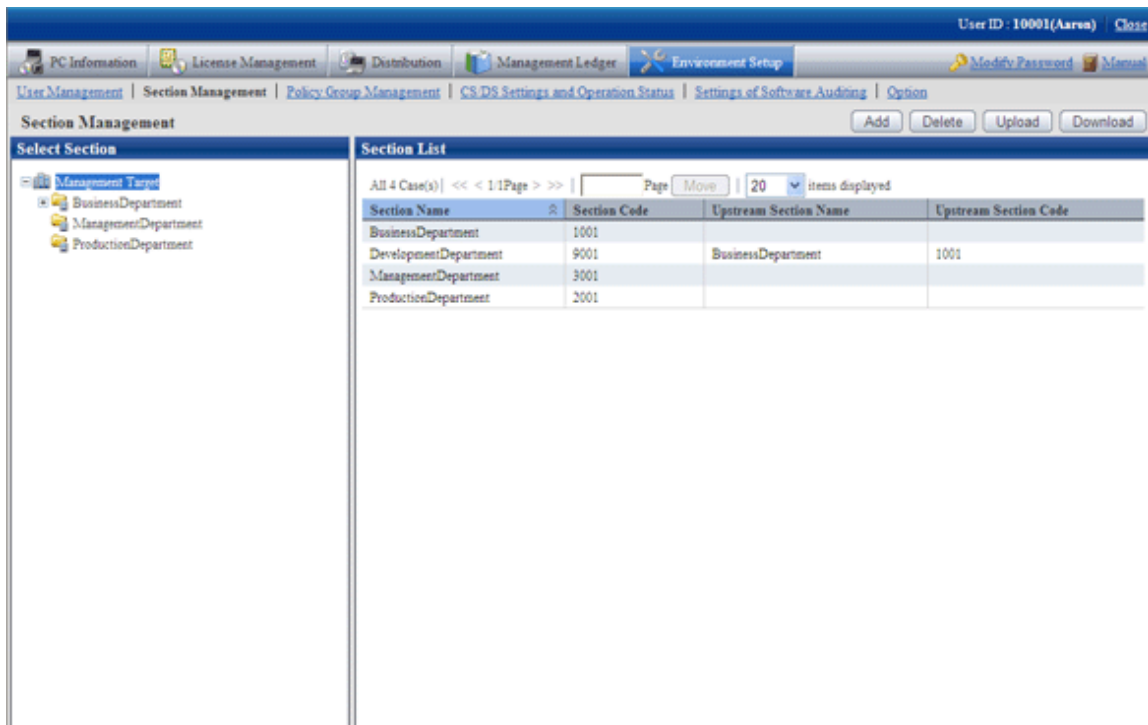 User ID : 10001(Aaron) Close
PC Information License Management Distribution Management Ledger Environment Setup Modify Password Manual
User Management | Section Management | Policy Group Management | CS/DS Settings and Operation Status | Settings of Software Auditing | Option
Section Management Add Delete Upload Download
Select Section
Management Target
BusinessDepartment
ManagementDepartment
ProductionDepartment
Section List
All 4 Case(s)| << < 1/1Page > >> | Page Move | 20 items displayed
Section Name Section Code Upstream Section Name Upstream Section Code
BusinessDepartment 1001
DevelopmentDepartment 9001 BusinessDepartment 1001
ManagementDepartment 3001
ProductionDepartment 2001